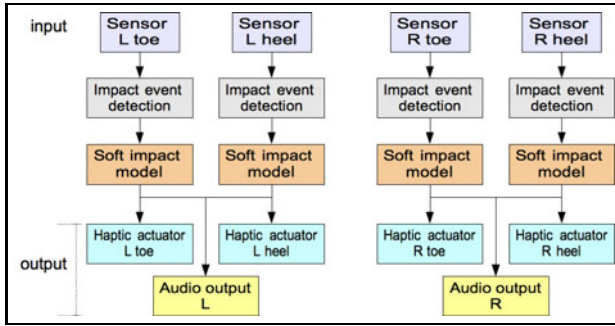 input
Sensor
L toe
Sensor
L heel
Sensor
R toe
Sensor
R heel
Impact event
detection
Impact event
detection
Impact event
detection
Impact event
detection
Soft impact
model
Soft impact
model
Soft impact
model
Soft impact
model
output
Haptic actuator
L toe
Haptic actuator
L heel
Haptic actuator
R toe
Haptic actuator
R heel
Audio output
L
Audio output
R